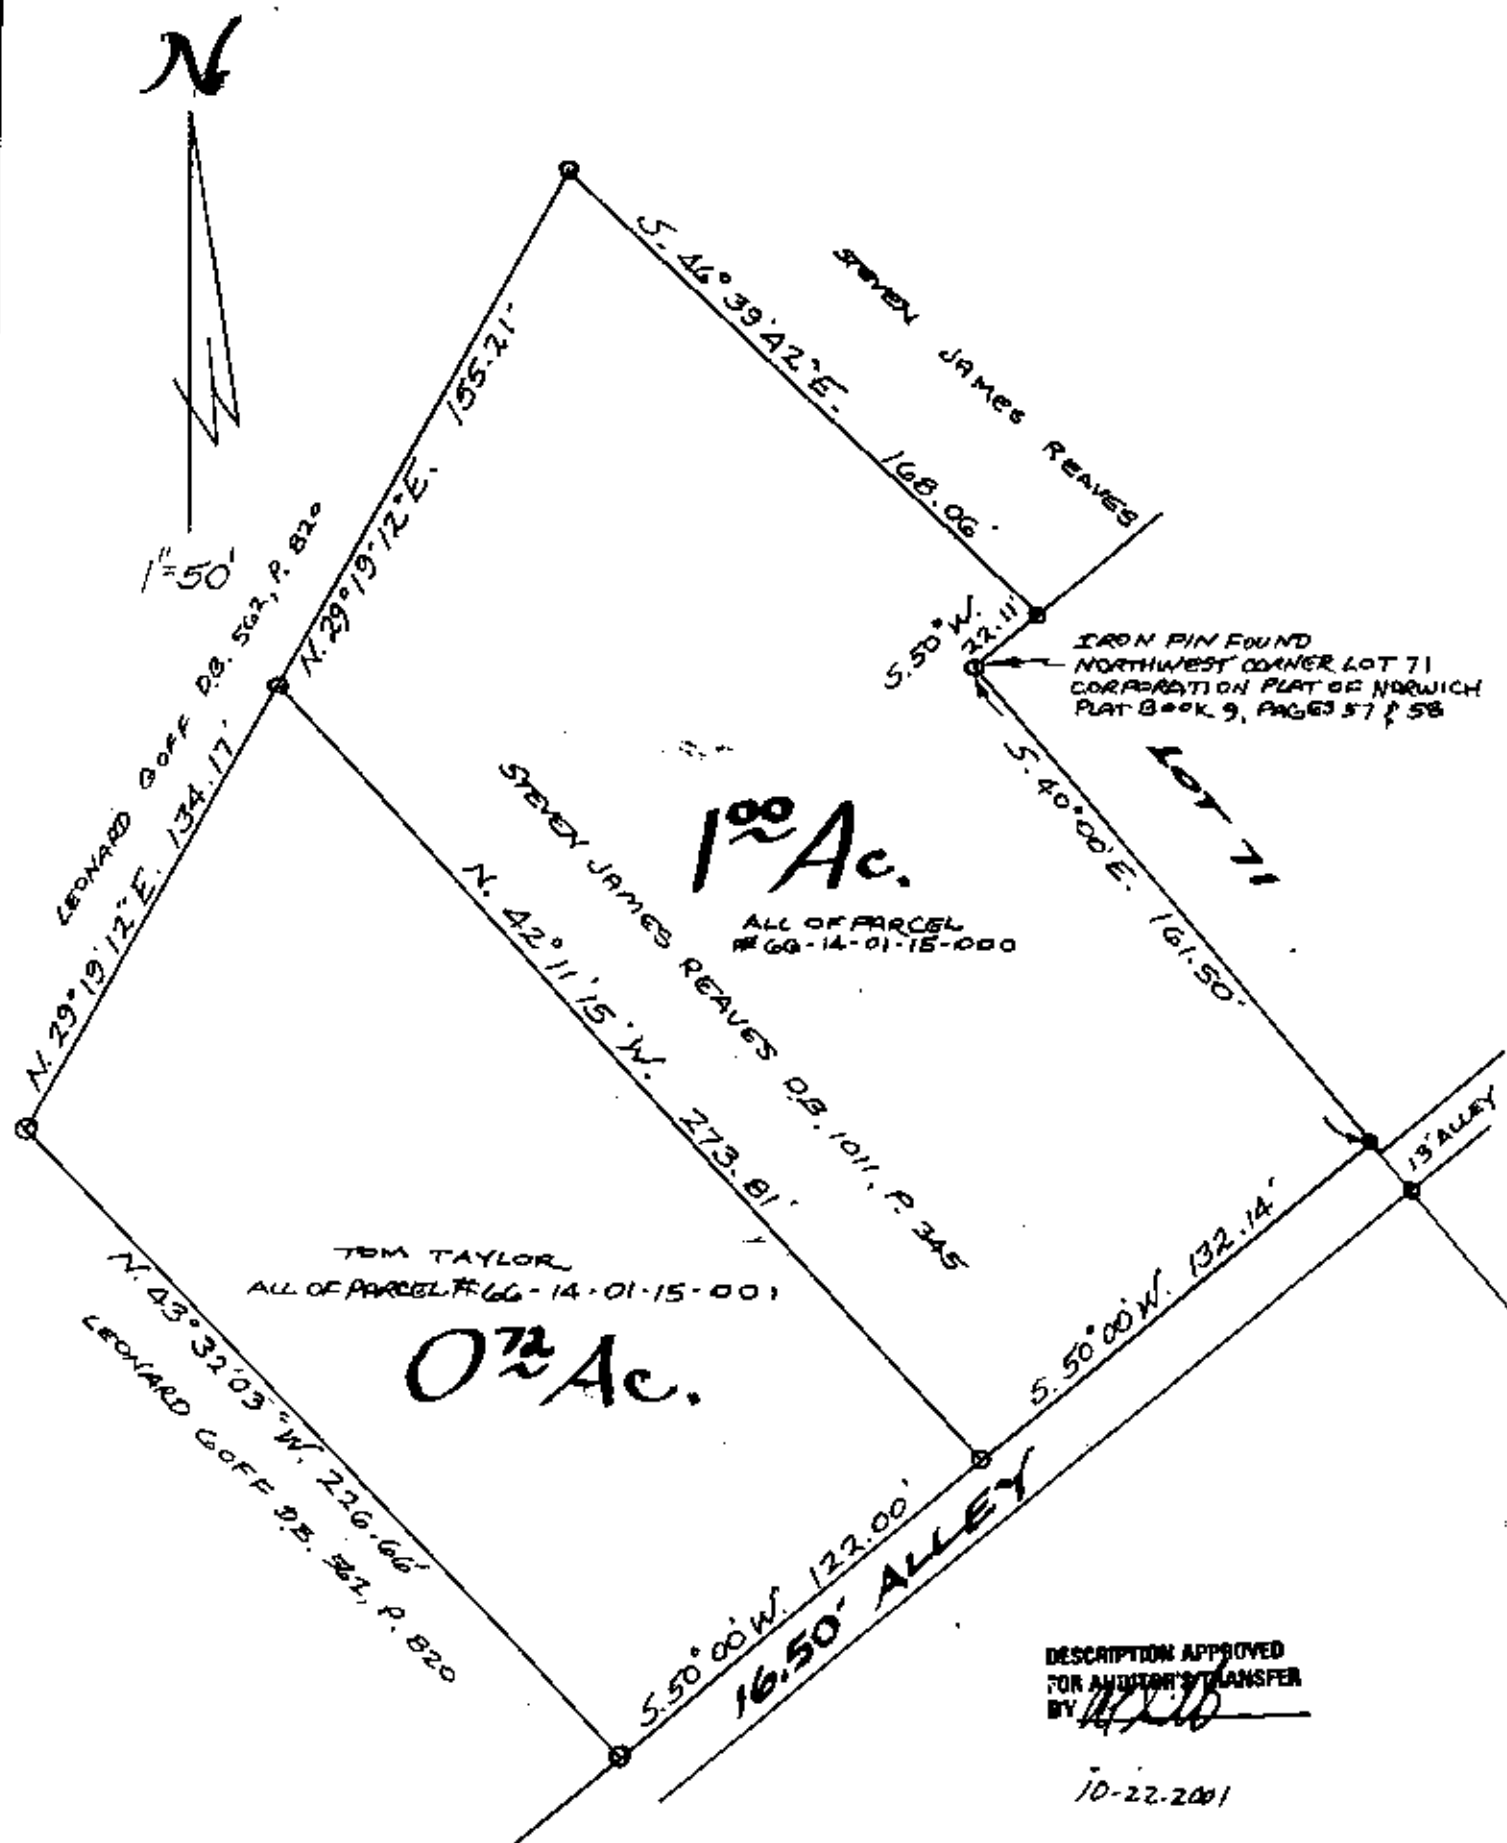 N
1"=50'
N. 29°19'12"E. 155.21'
S. 46°39'42"E. 168.06'
STEVEN JAMES REAVES
S.50°W. 22.11'
IRON PIN FOUND
NORTHWEST CORNER LOT 71
CORPORATION PLAT OF NORWICH
PLAT BOOK 9, PAGES 57 & 58
LOT 71
S. 40°00'E. 161.50'
LEONARD GOFF D.B. 562, P. 820
N. 29°19'12"E. 134.17'
1.00 Ac.
ALL OF PARCEL
# 66-14-01-15-000
STEVEN JAMES REAVES D.B. 1011, P. 345
N. 42°11'15"W. 273.81'
13' ALLEY
S. 50°00'W. 132.14'
TOM TAYLOR
ALL OF PARCEL # 66-14-01-15-001
0.72 Ac.
N. 43°32'03"W. 226.66'
LEONARD GOFF D.B. 562, P. 820
S.50°00'W. 122.00'
16.50' ALLEY
DESCRIPTION APPROVED
FOR AUDITOR'S TRANSFER
BY
10-22-2001